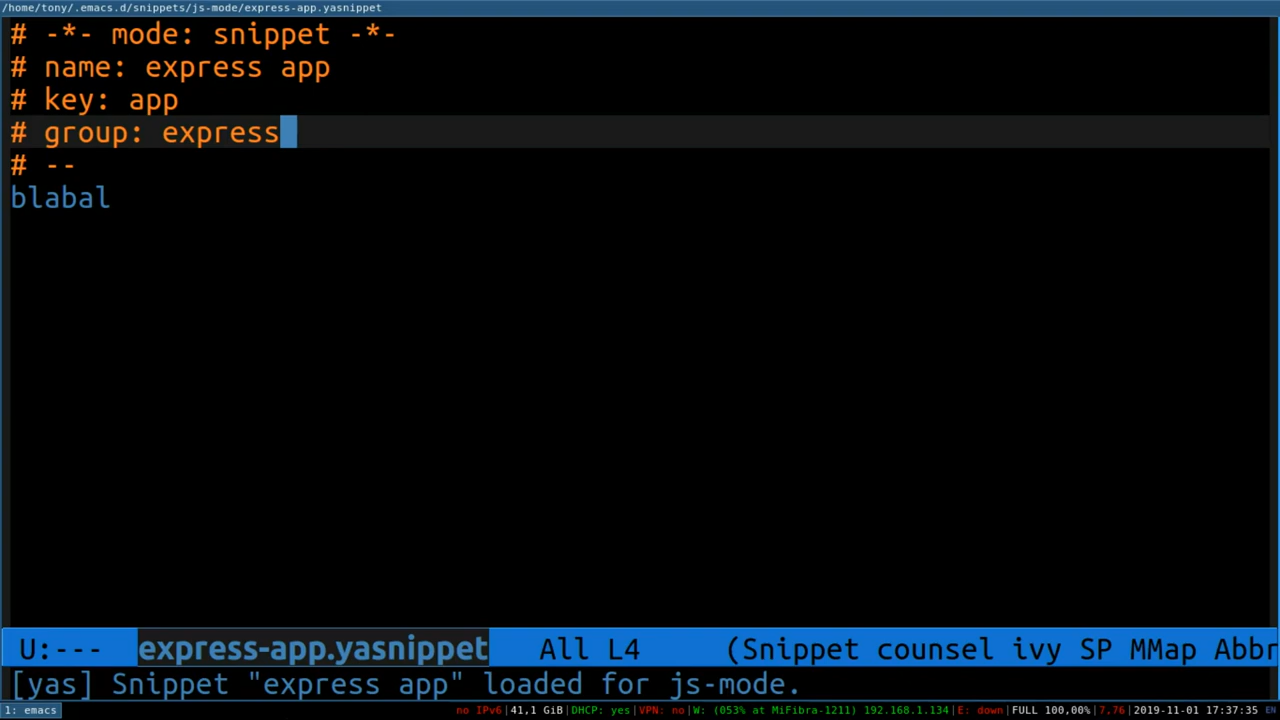 /home/tony/.emacs.d/snippets/js-mode/express-app.yasnippet
# -*- mode: snippet -*-
# name: express app
# key: app
# group: express
# --
blabal
U:--- express-app.yasnippet All L4 (Snippet counsel ivy SP MMap Abbr
[yas] Snippet "express app" loaded for js-mode.
1: emacs no IPv6|41,1 GiB|DHCP: yes|VPN: no|W: (053% at MiFibra-1211) 192.168.1.134|E: down|FULL 100,00%|7,76|2019-11-01 17:37:35 EN